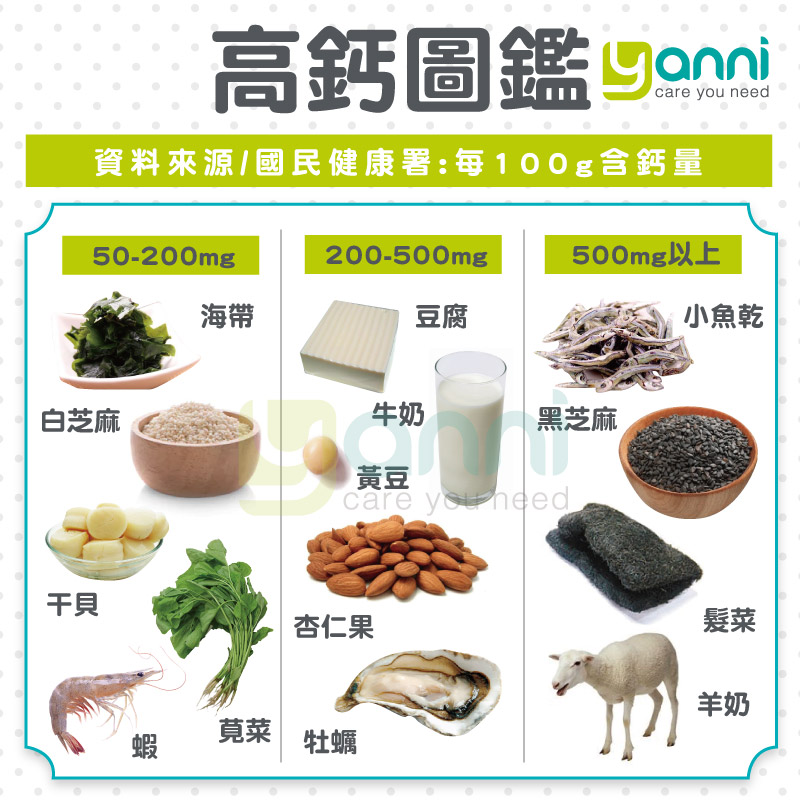 高鈣圖鑑
yanni
care you need
資料來源/國民健康署:每100g含鈣量
50-200mg
海帶
白芝麻
干貝
莧菜
蝦
200-500mg
豆腐
牛奶
黃豆
杏仁果
牡蠣
500mg以上
小魚乾
黑芝麻
髮菜
羊奶
yanni
care you need